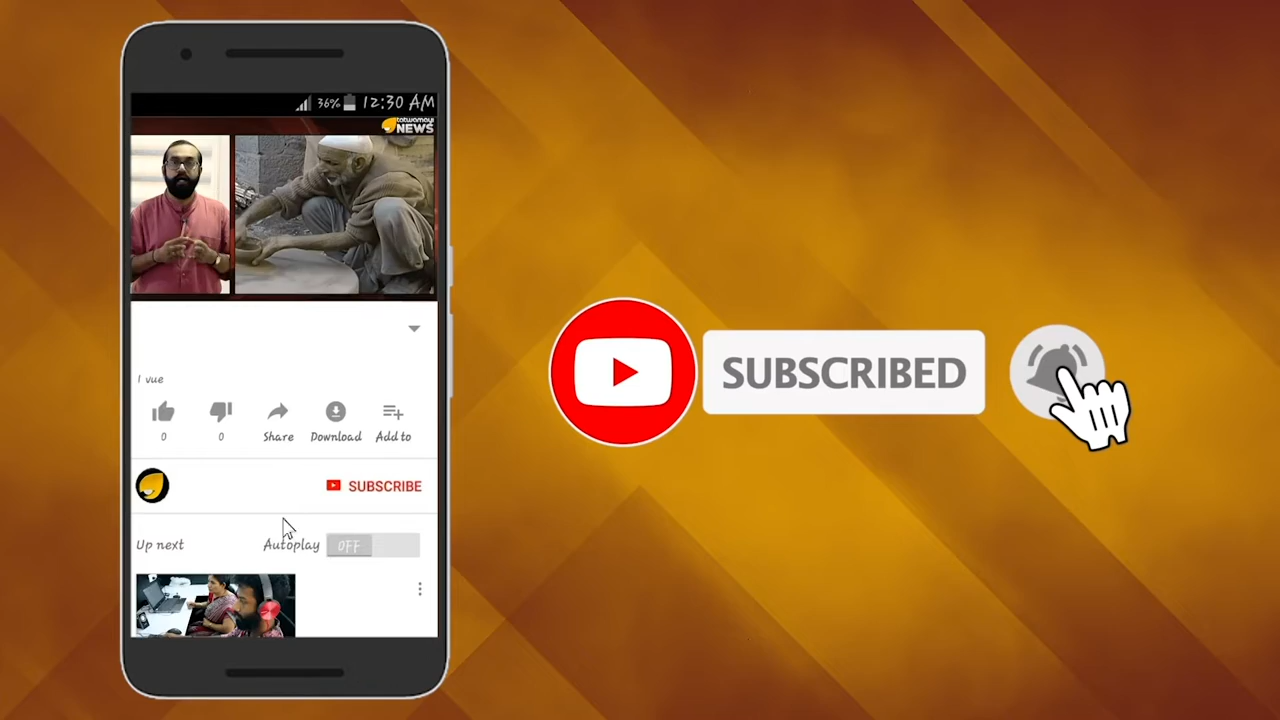 36% 12:30 AM
tatwamayi
NEWS
1 vue
0 0 Share Download Add to
SUBSCRIBE
Up next Autoplay OFF
SUBSCRIBED